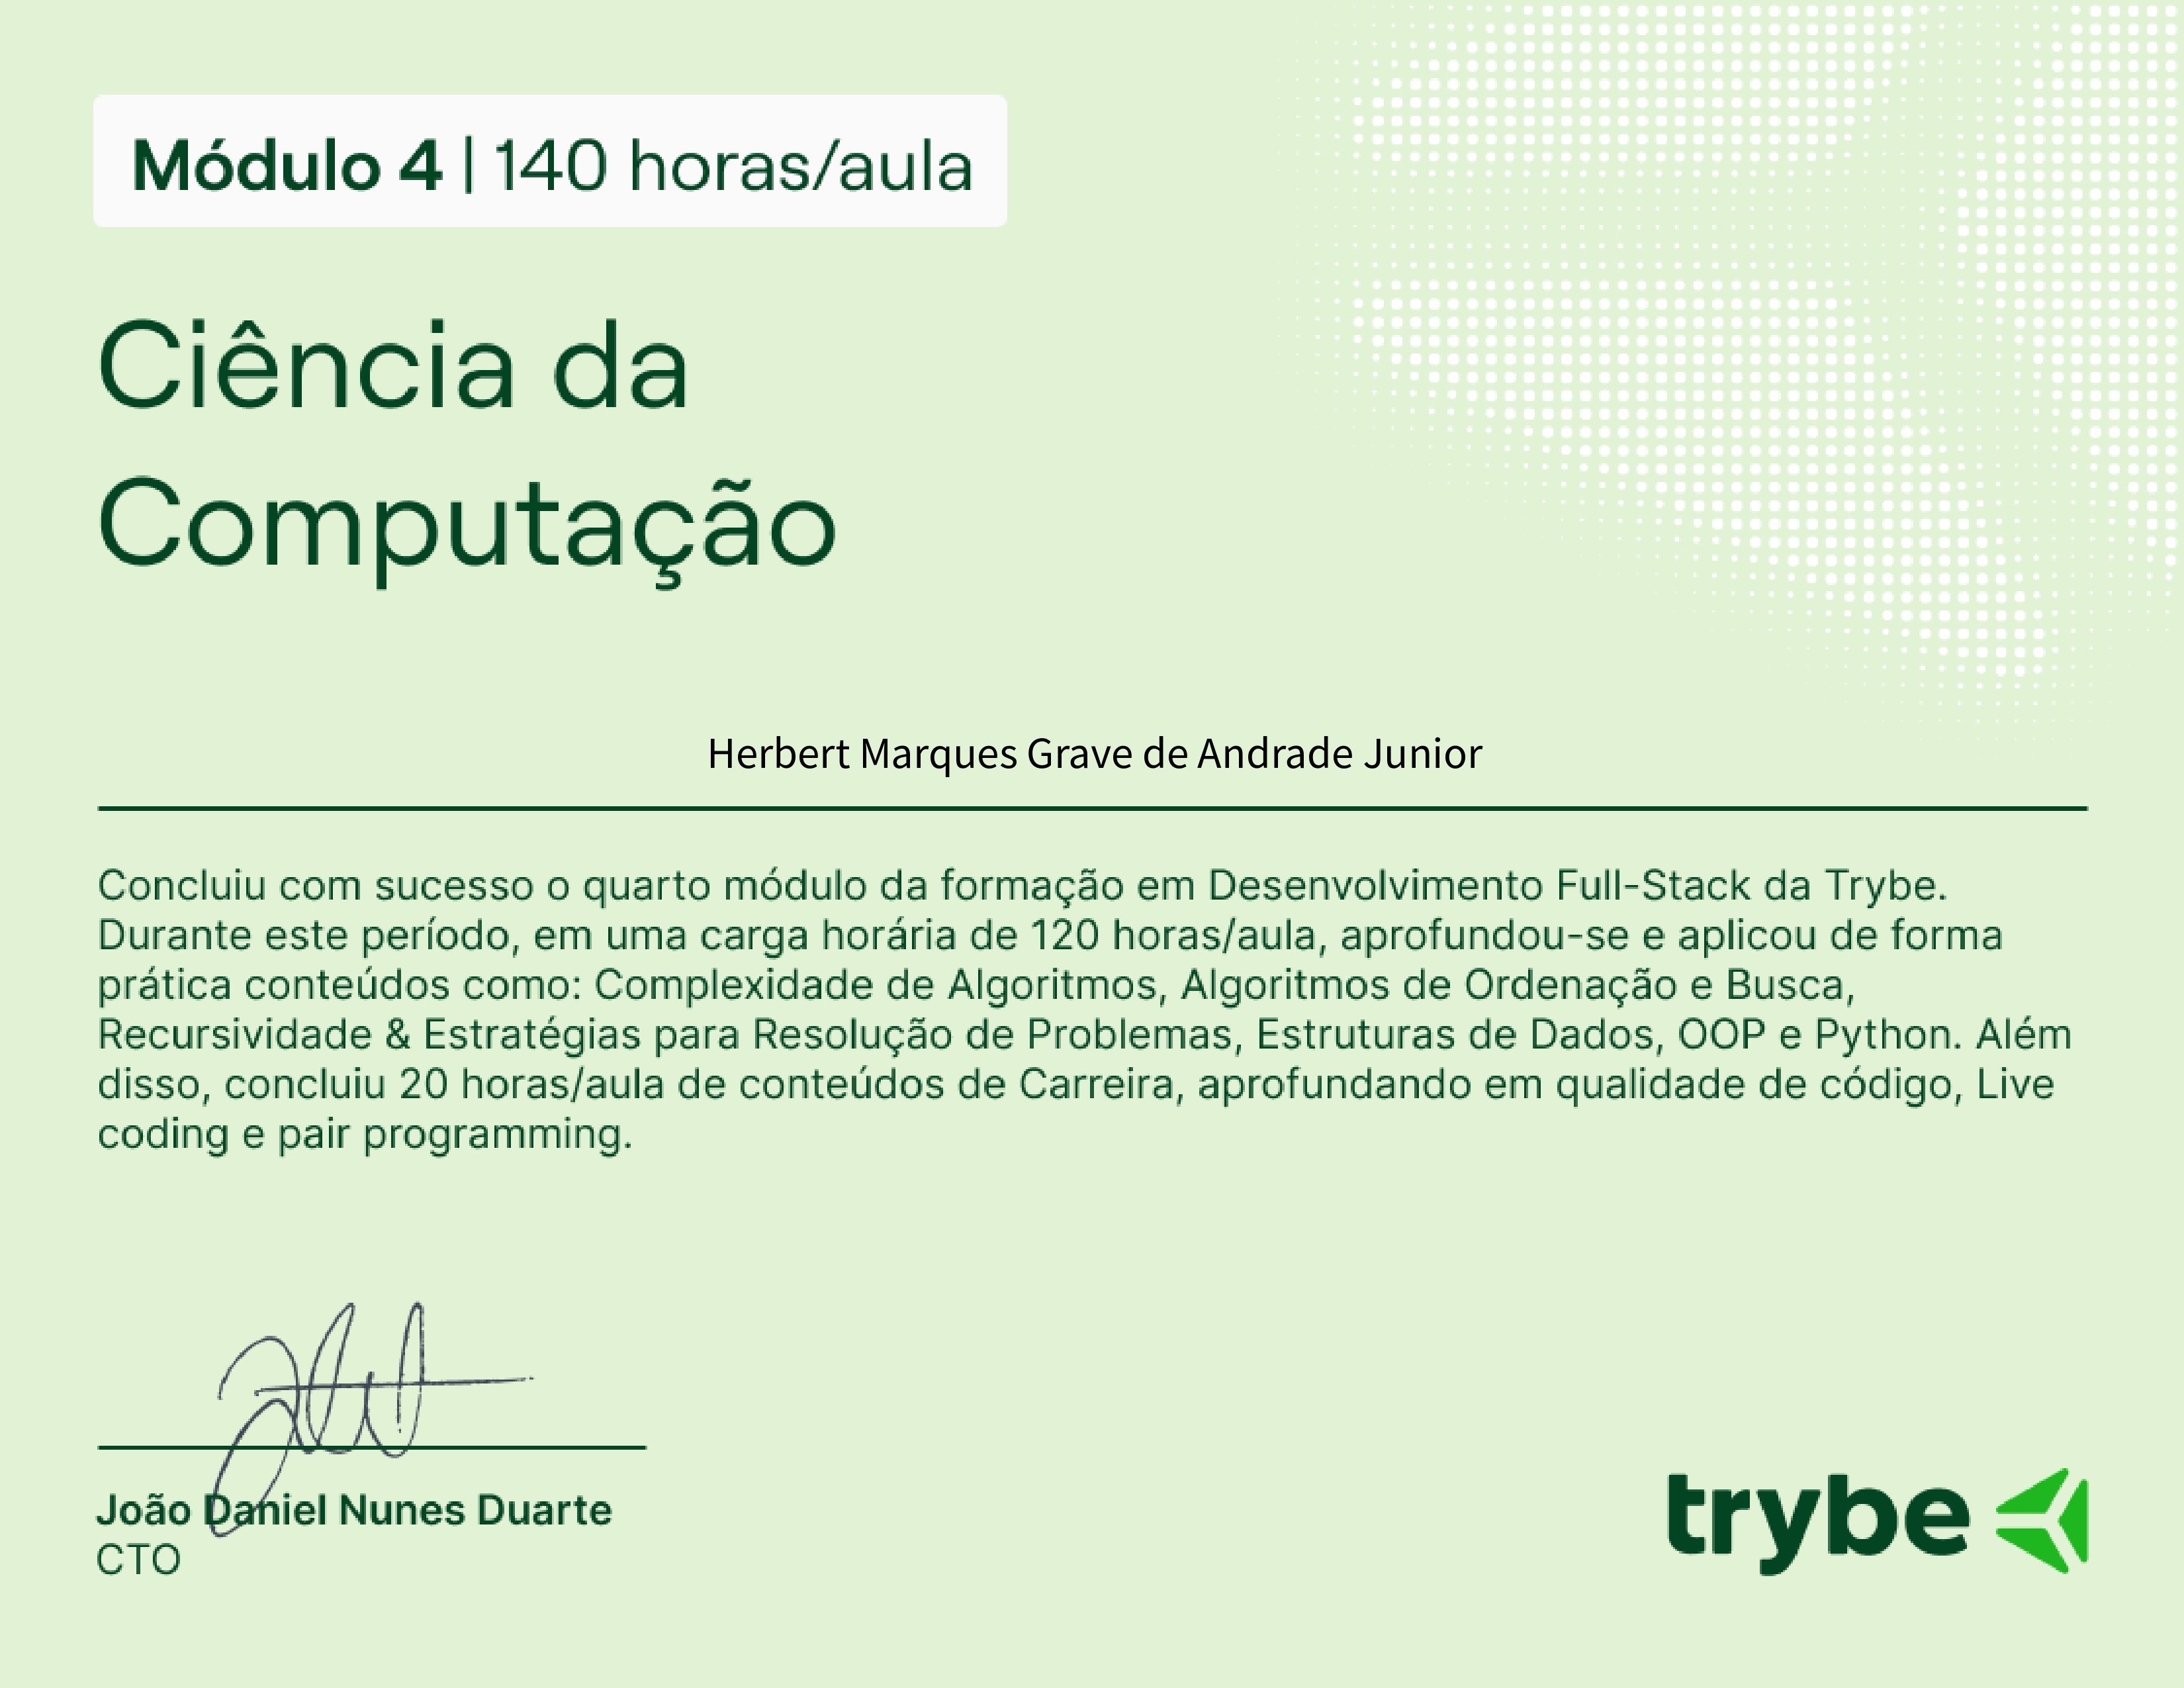 Módulo 4 | 140 horas/aula
Ciência da
Computação
Herbert Marques Grave de Andrade Junior
Concluiu com sucesso o quarto módulo da formação em Desenvolvimento Full-Stack da Trybe.
Durante este período, em uma carga horária de 120 horas/aula, aprofundou-se e aplicou de forma
prática conteúdos como: Complexidade de Algoritmos, Algoritmos de Ordenação e Busca,
Recursividade & Estratégias para Resolução de Problemas, Estruturas de Dados, OOP e Python. Além
disso, concluiu 20 horas/aula de conteúdos de Carreira, aprofundando em qualidade de código, Live
coding e pair programming.
João Daniel Nunes Duarte
CTO
trybe